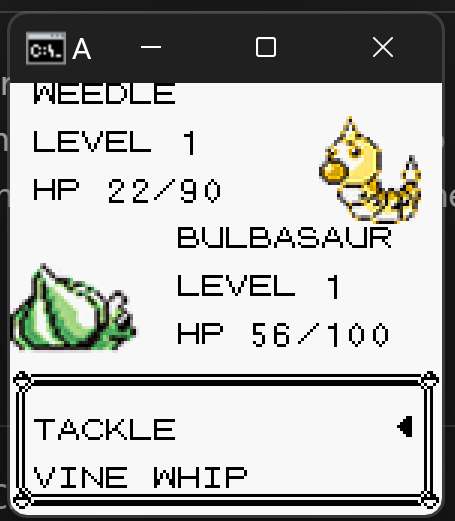 A
WEEDLE
LEVEL 1
HP 22/90
BULBASAUR
LEVEL 1
HP 56/100
TACKLE
VINE WHIP